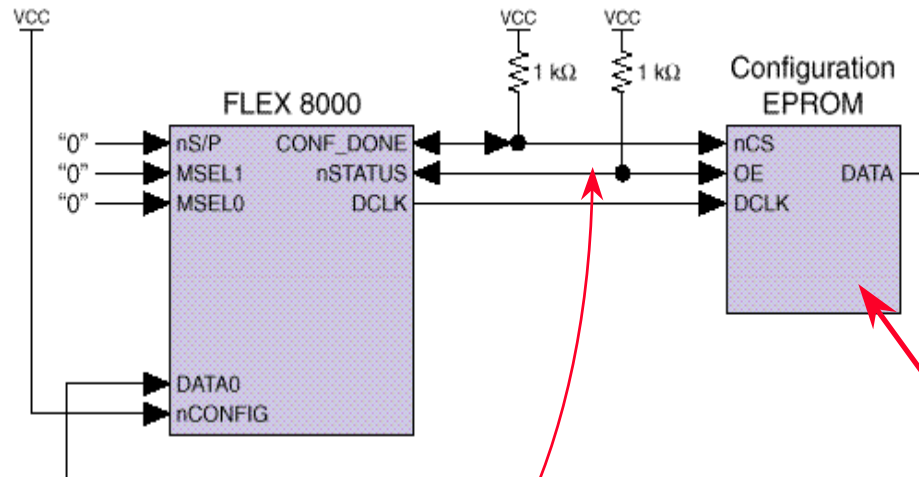 VCC
VCC
VCC
1 kΩ
1 kΩ
Configuration
EPROM
FLEX 8000
"0"
nS/P
CONF_DONE
nCS
"0"
MSEL1
nSTATUS
OE
DATA
"0"
MSEL0
DCLK
DCLK
DATA0
nCONFIG